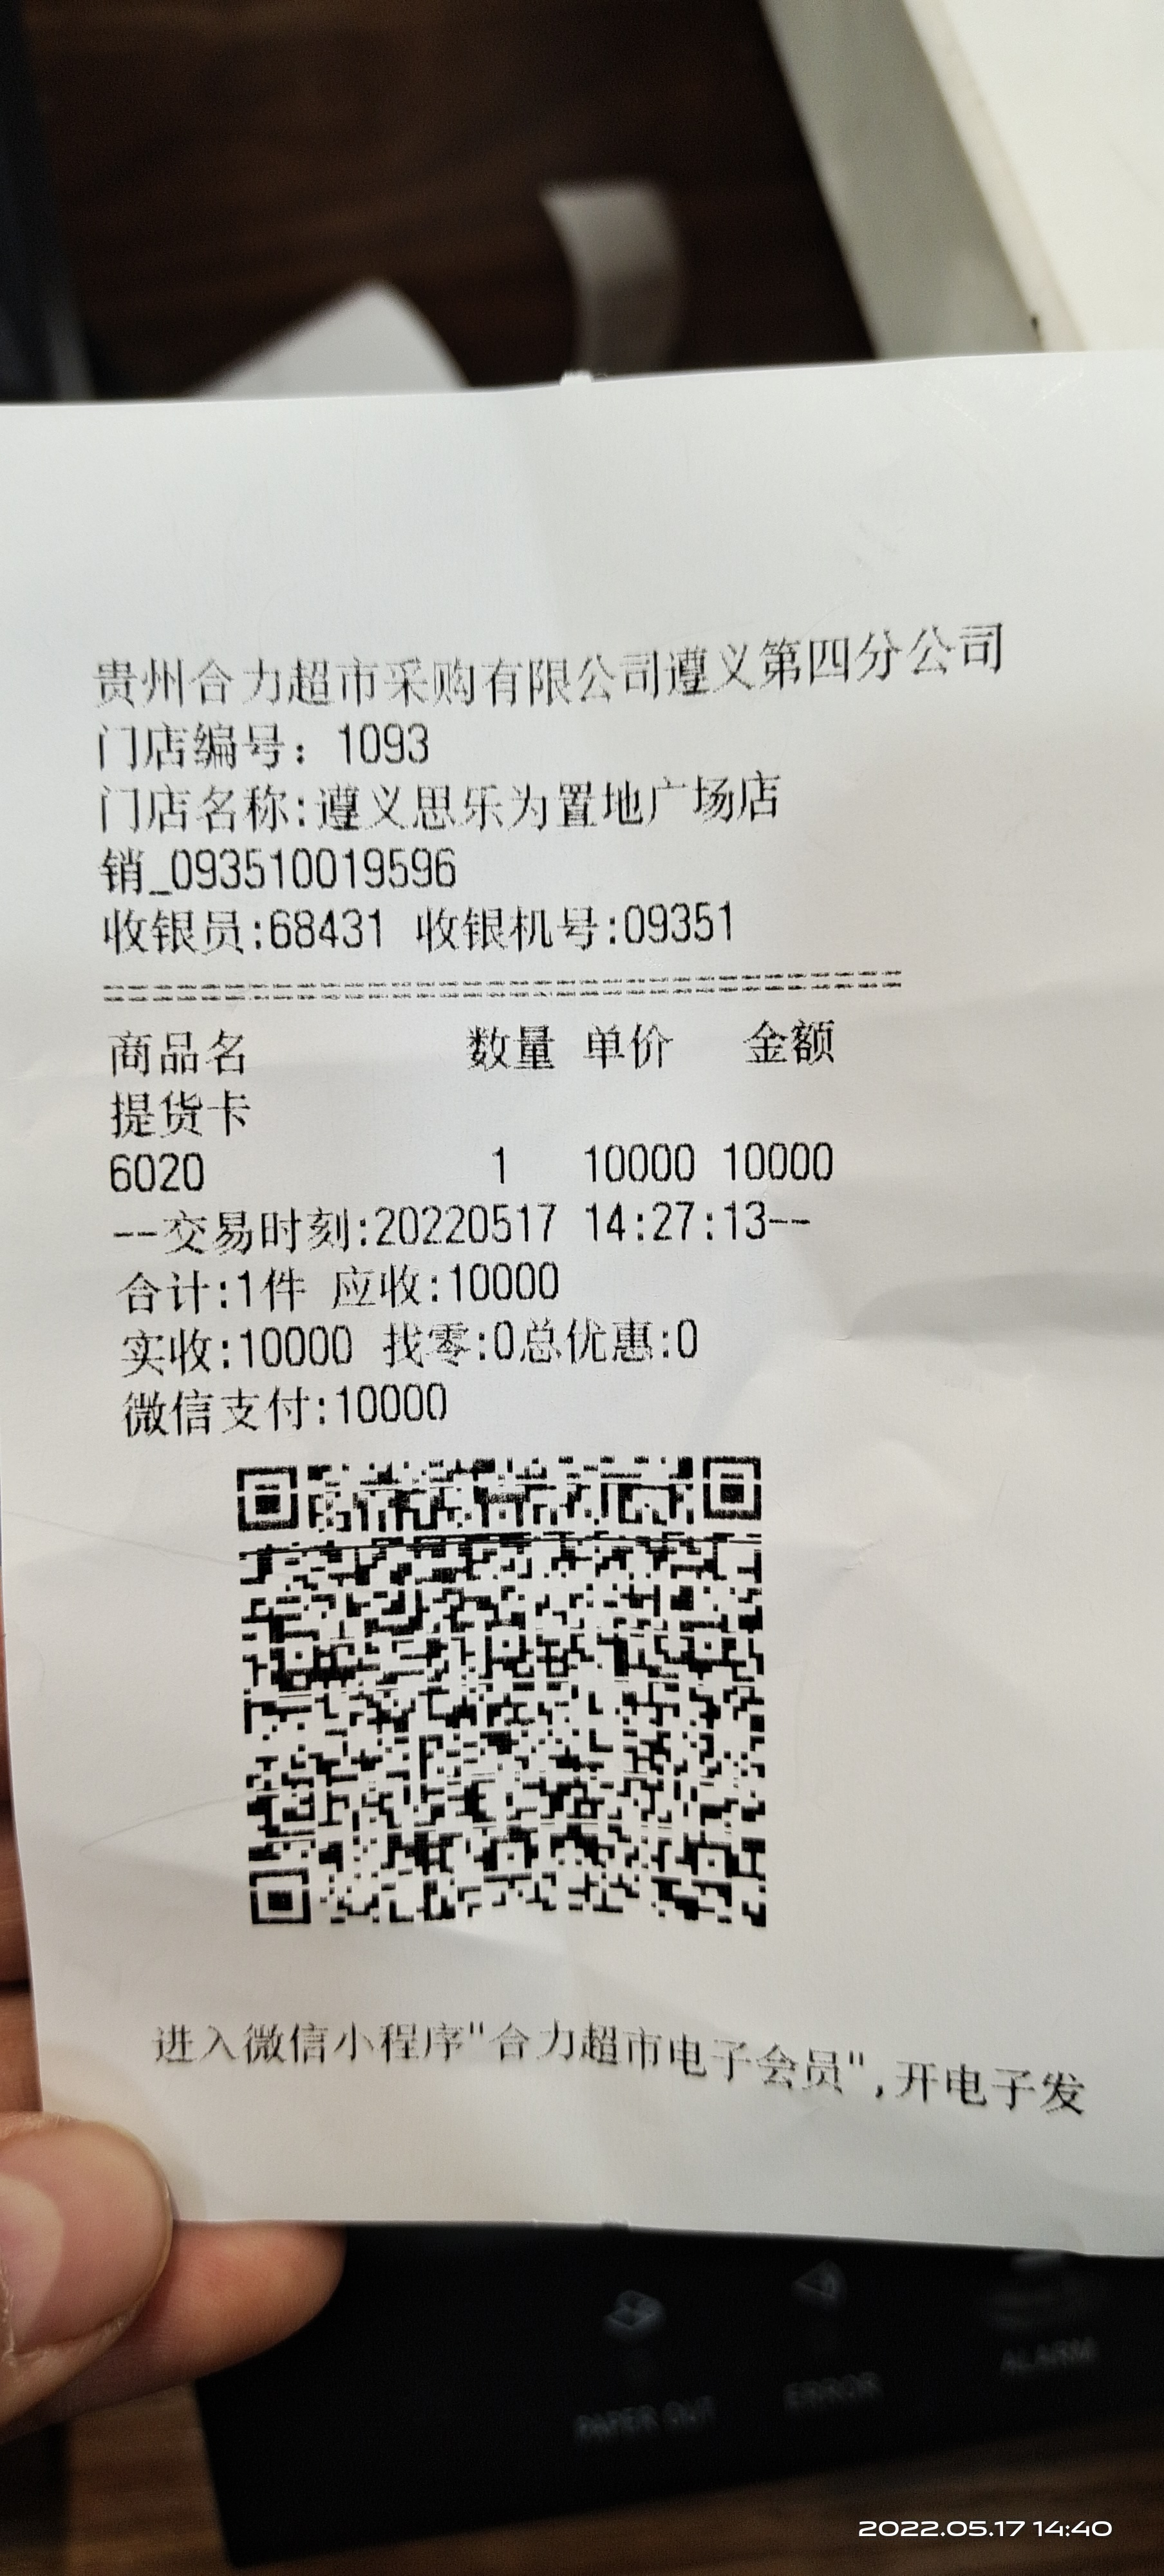 贵州合力超市采购有限公司遵义第四分公司
门店编号：1093
门店名称:遵义思乐为置地广场店
销_093510019596
收银员:68431 收银机号:09351
商品名 数量 单价 金额
提货卡
6020 1 10000 10000
--交易时刻:20220517 14:27:13--
合计:1件 应收:10000
实收:10000 找零:0总优惠:0
微信支付:10000
进入微信小程序"合力超市电子会员",开电子发
PAPER OUT ERROR ALARM
2022.05.17 14:40